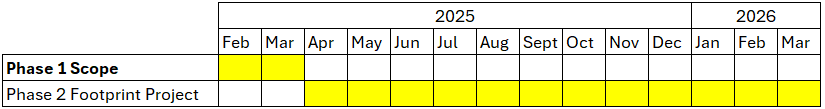 2025 2026
Feb Mar Apr May Jun Jul Aug Sept Oct Nov Dec Jan Feb Mar
Phase 1 Scope
Phase 2 Footprint Project